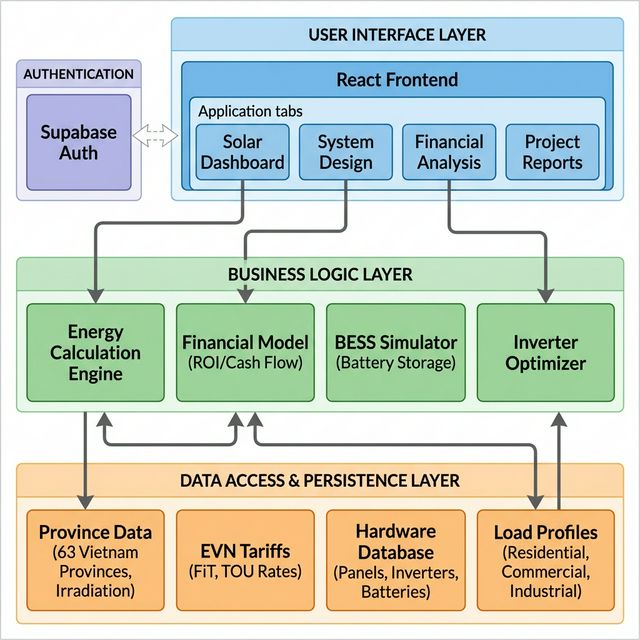 USER INTERFACE LAYER
AUTHENTICATION
React Frontend
Supabase
Auth
Application tabs
Solar
Dashboard
System
Design
Financial
Analysis
Project
Reports
BUSINESS LOGIC LAYER
Energy
Calculation
Engine
Financial Model
(ROI/Cash Flow)
BESS Simulator
(Battery Storage)
Inverter
Optimizer
DATA ACCESS & PERSISTENCE LAYER
Province Data
(63 Vietnam
Provinces,
Irradiation)
EVN Tariffs
(FiT, TOU Rates)
Hardware
Database
(Panels, Inverters,
Batteries)
Load Profiles
(Residential,
Commercial,
Industrial)